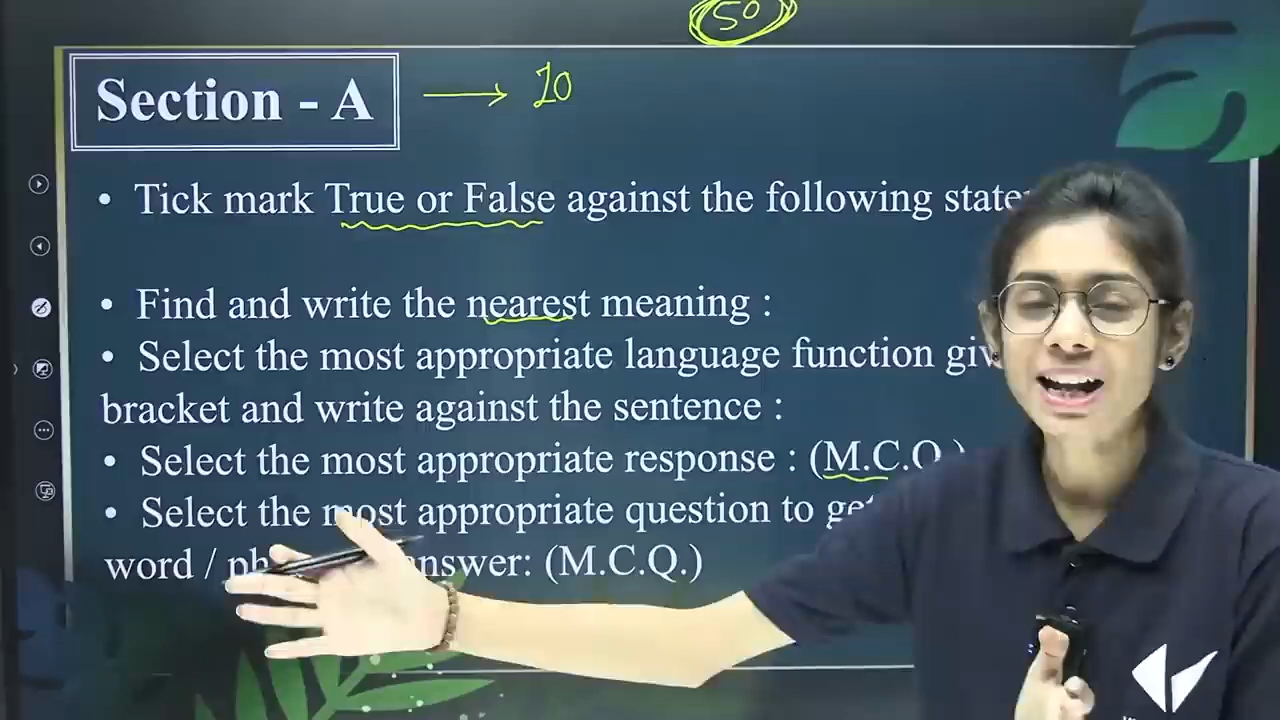 50
Section - A → 10
• Tick mark True or False against the following
• Find and write the nearest meaning :
• Select the most appropriate language function
bracket and write against the sentence :
• Select the most appropriate response : (M.C.Q.)
• Select the most appropriate question to
word / answer: (M.C.Q.)